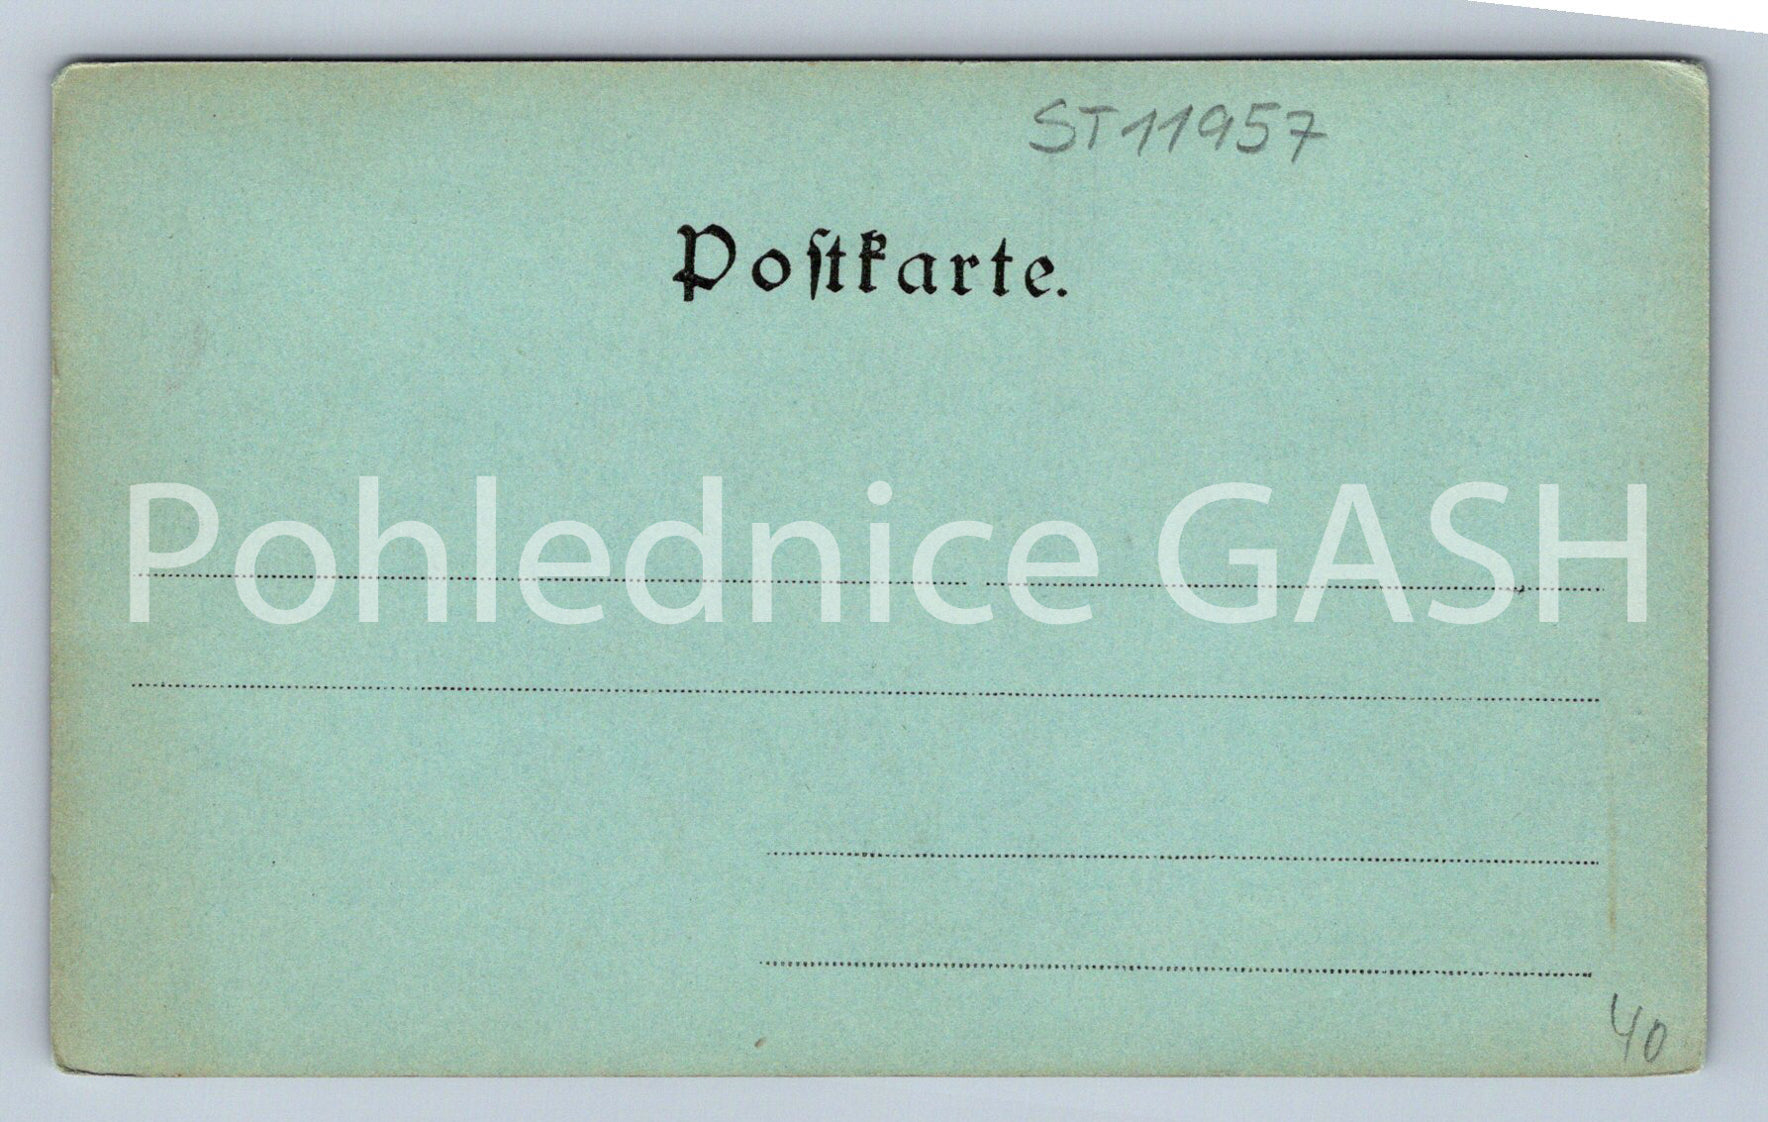 ST11957
Poſtkarte.
Pohlednice GASH
40